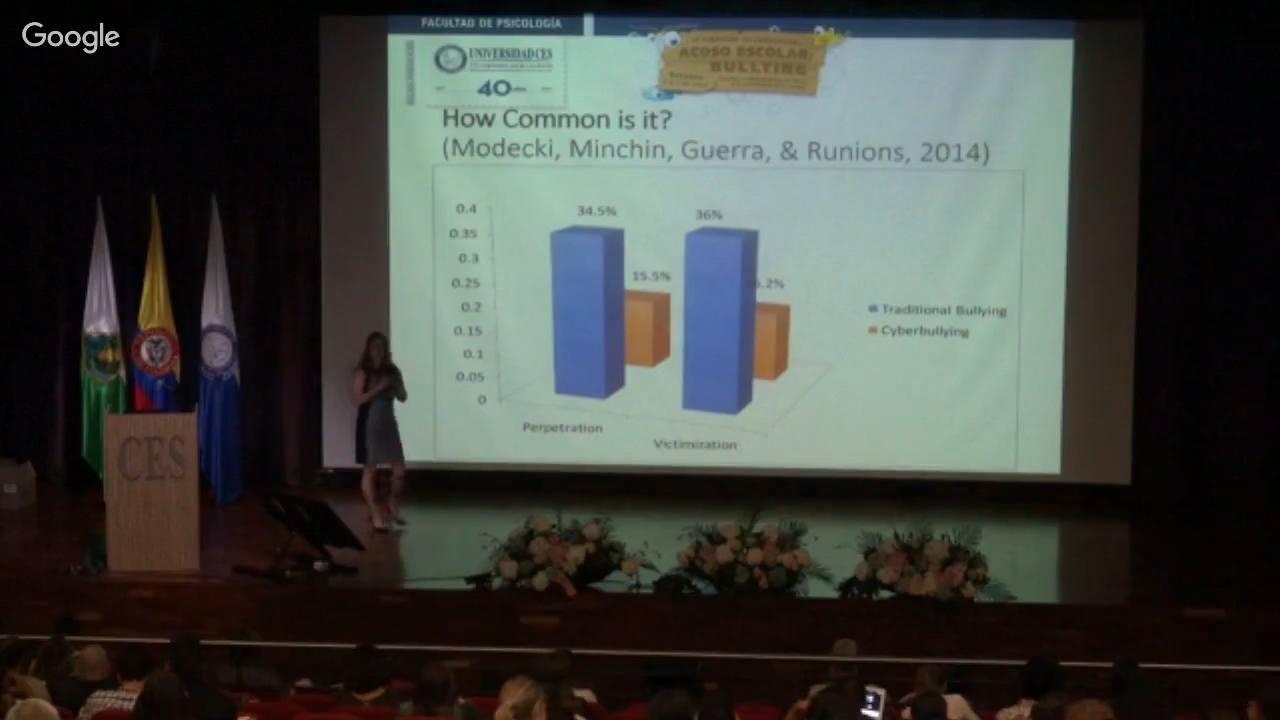 Google
FACULTAD DE PSICOLOGÍA
UNIVERSIDAD CES
40
ACOSO ESCOLAR
BULLYING
How Common is it?
(Modecki, Minchin, Guerra, & Runions, 2014)
0.4
0.35
0.3
0.25
0.2
0.15
0.1
0.05
0
34.5%
15.5%
36%
.2%
Perpetration
Victimization
Traditional Bullying
Cyberbullying
CES